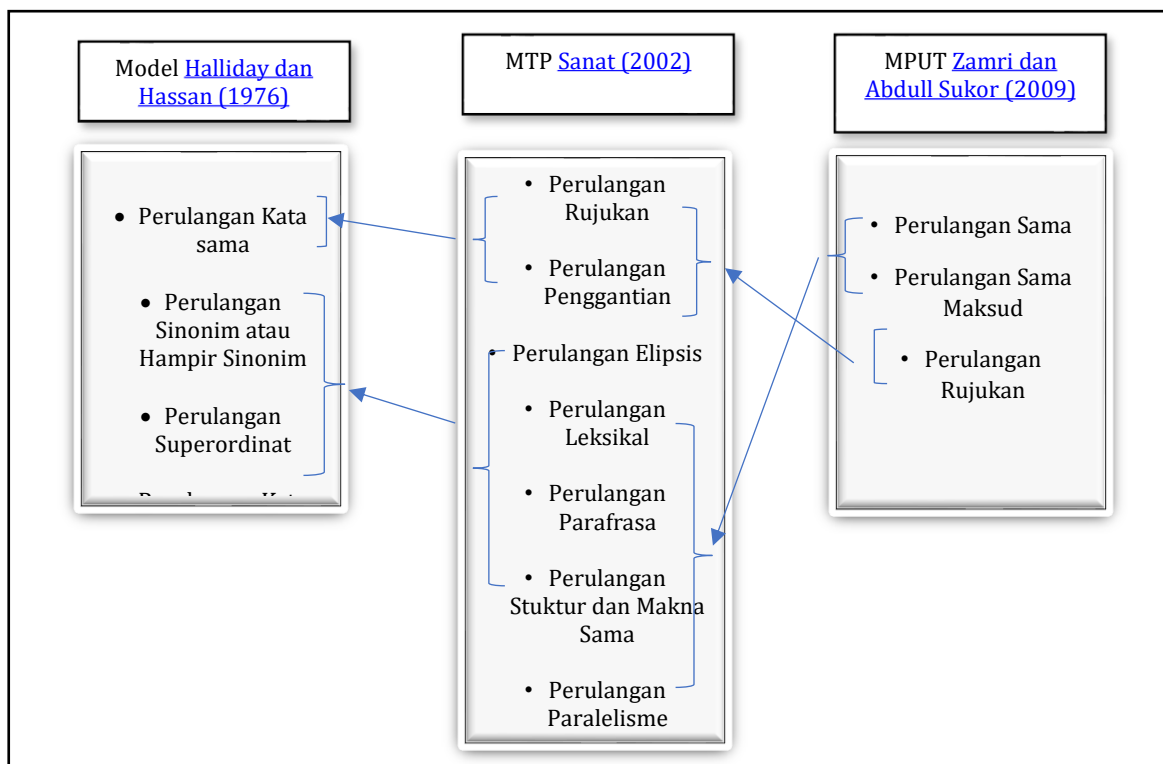 Model Halliday dan
Hassan (1976)
• Perulangan Kata
sama
• Perulangan
Sinonim atau
Hampir Sinonim
• Perulangan
Superordinat
MTP Sanat (2002)
• Perulangan
Rujukan
• Perulangan
Penggantian
• Perulangan Elipsis
• Perulangan
Leksikal
• Perulangan
Parafrasa
• Perulangan
Stuktur dan Makna
Sama
• Perulangan
Paralelisme
MPUT Zamri dan
Abdull Sukor (2009)
• Perulangan Sama
• Perulangan Sama
Maksud
• Perulangan
Rujukan